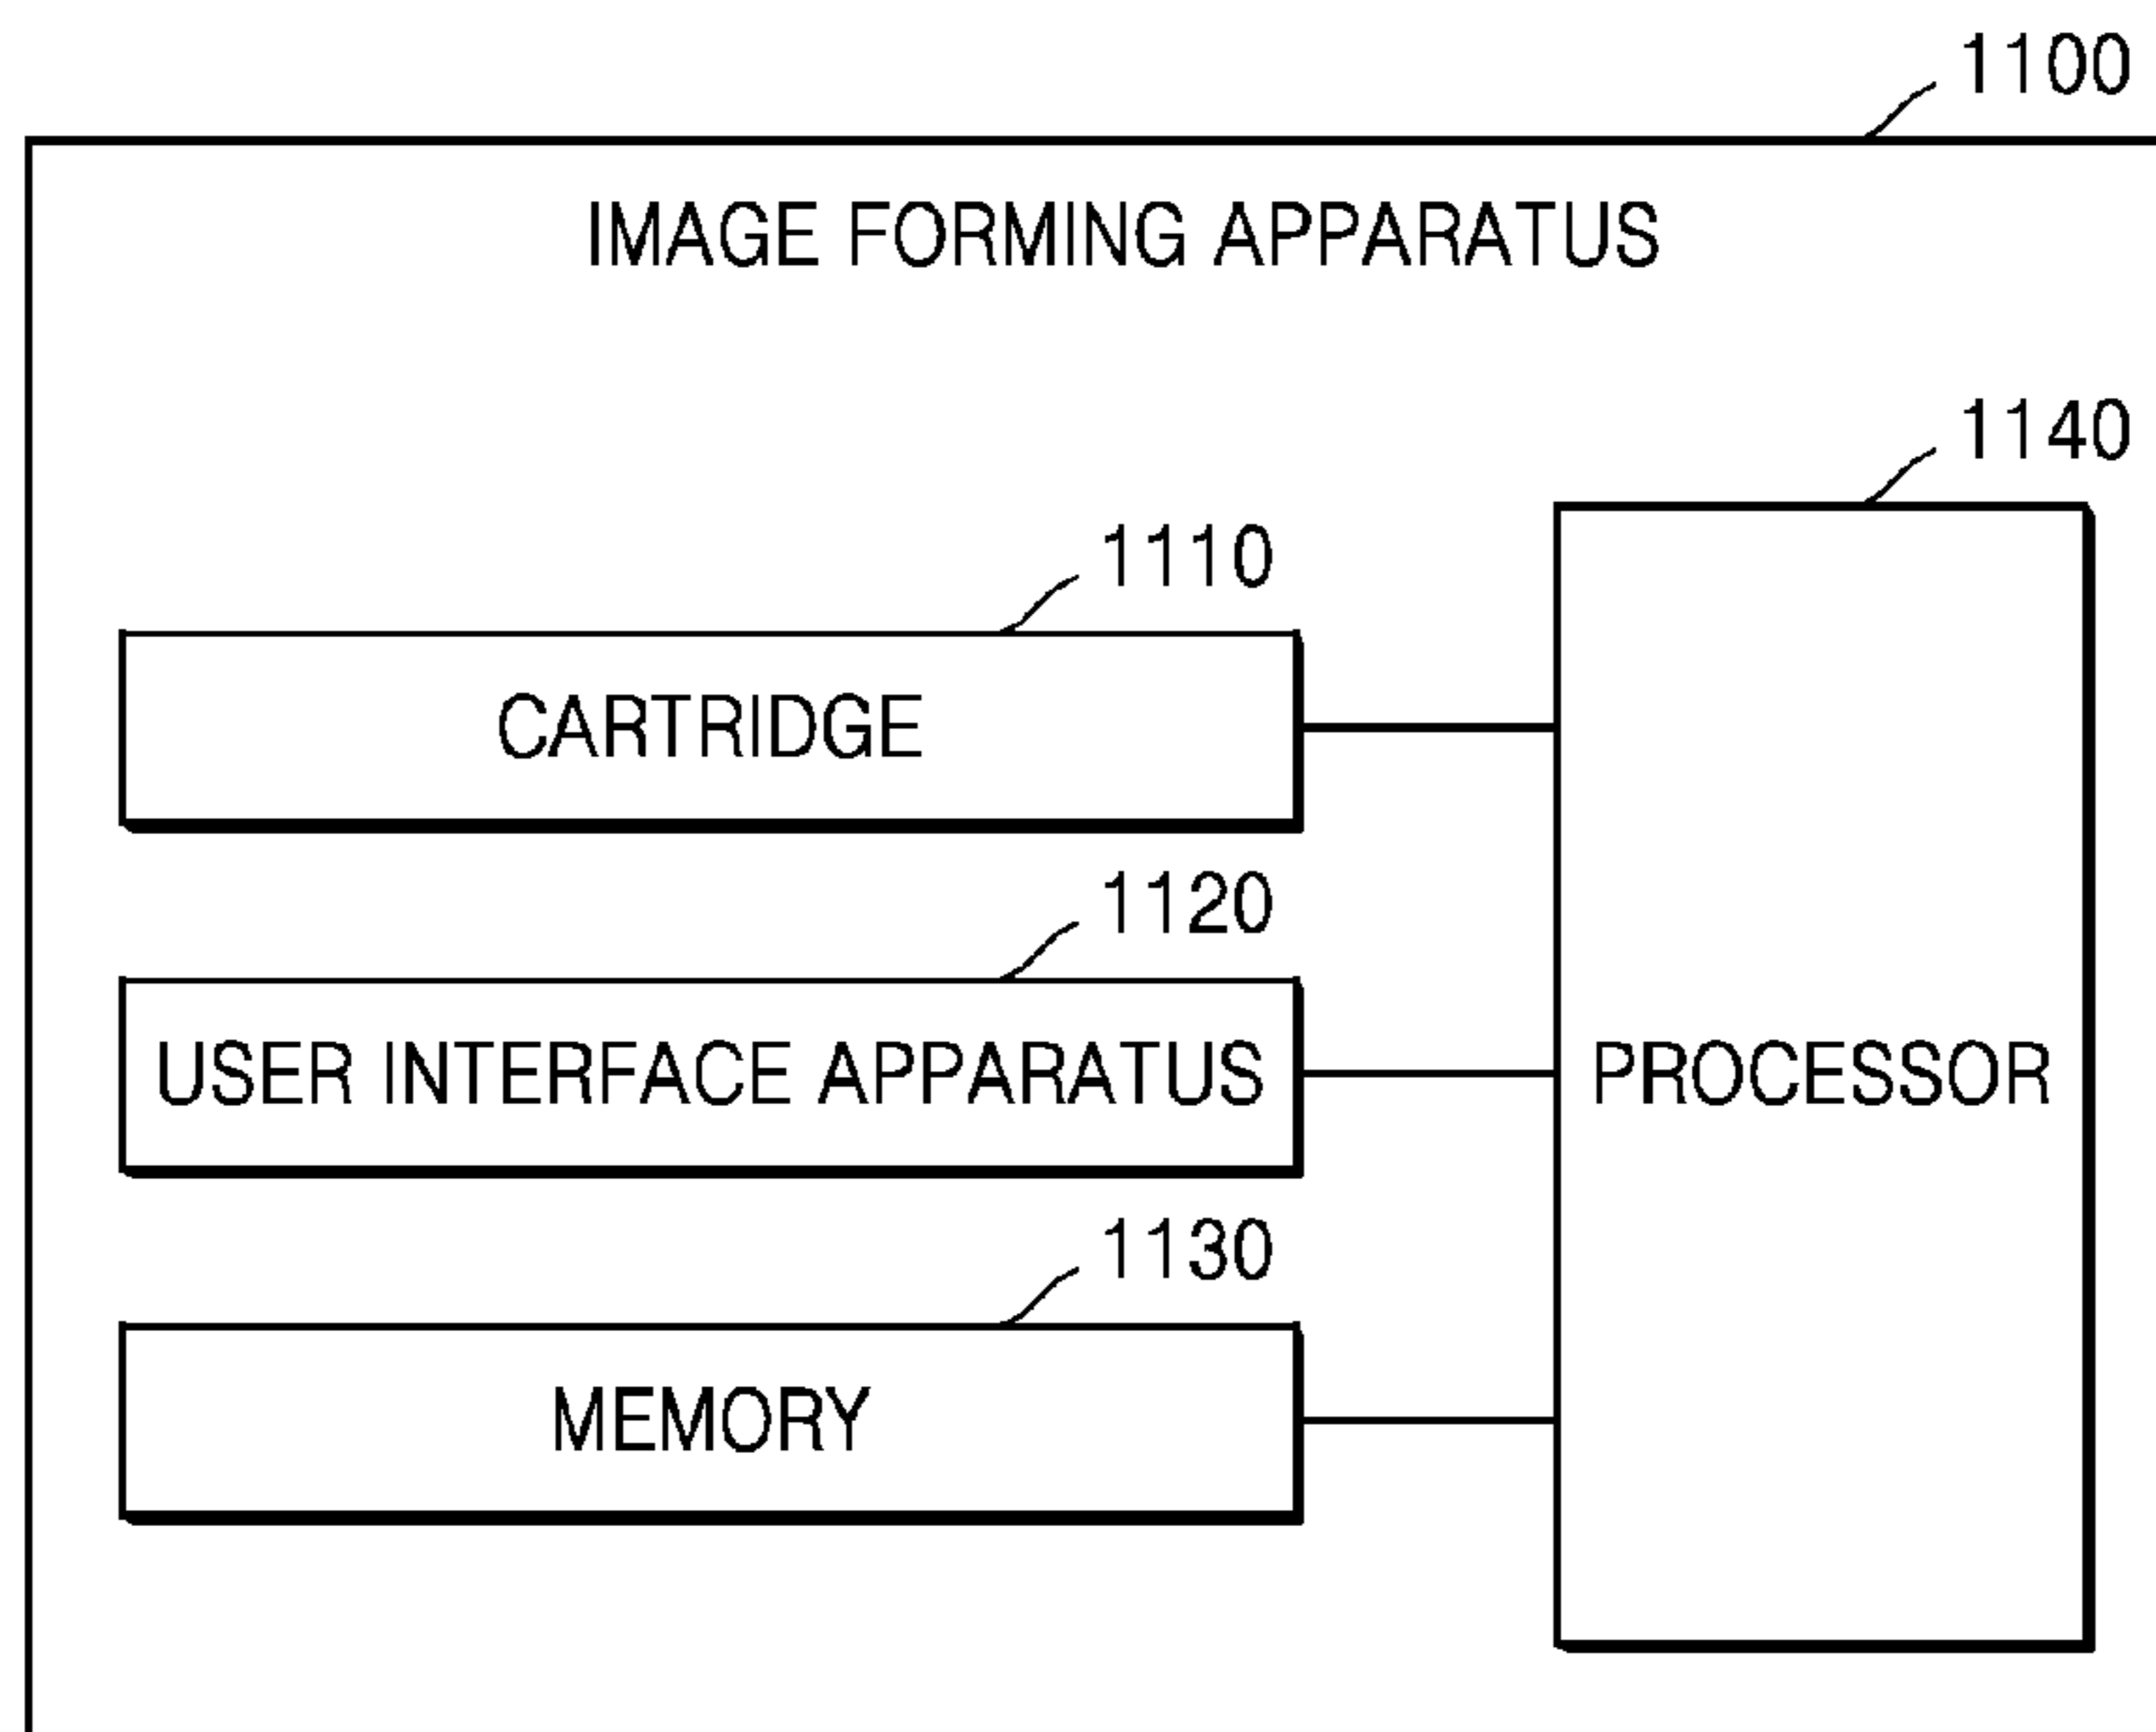 1100
IMAGE FORMING APPARATUS
1140
1110
CARTRIDGE
1120
USER INTERFACE APPARATUS
PROCESSOR
1130
MEMORY